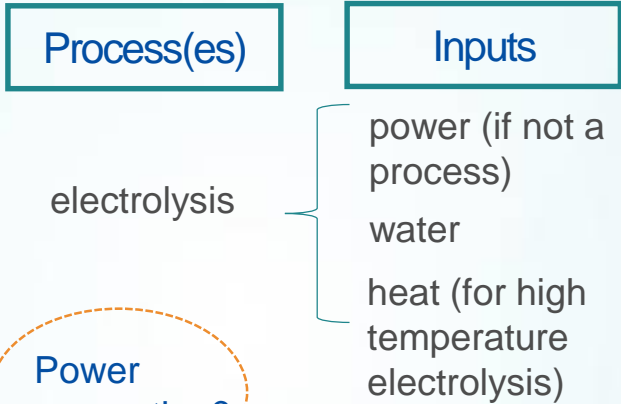 Process(es)
Inputs
electrolysis
power (if not a
process)
water
heat (for high
temperature
electrolysis)
Power